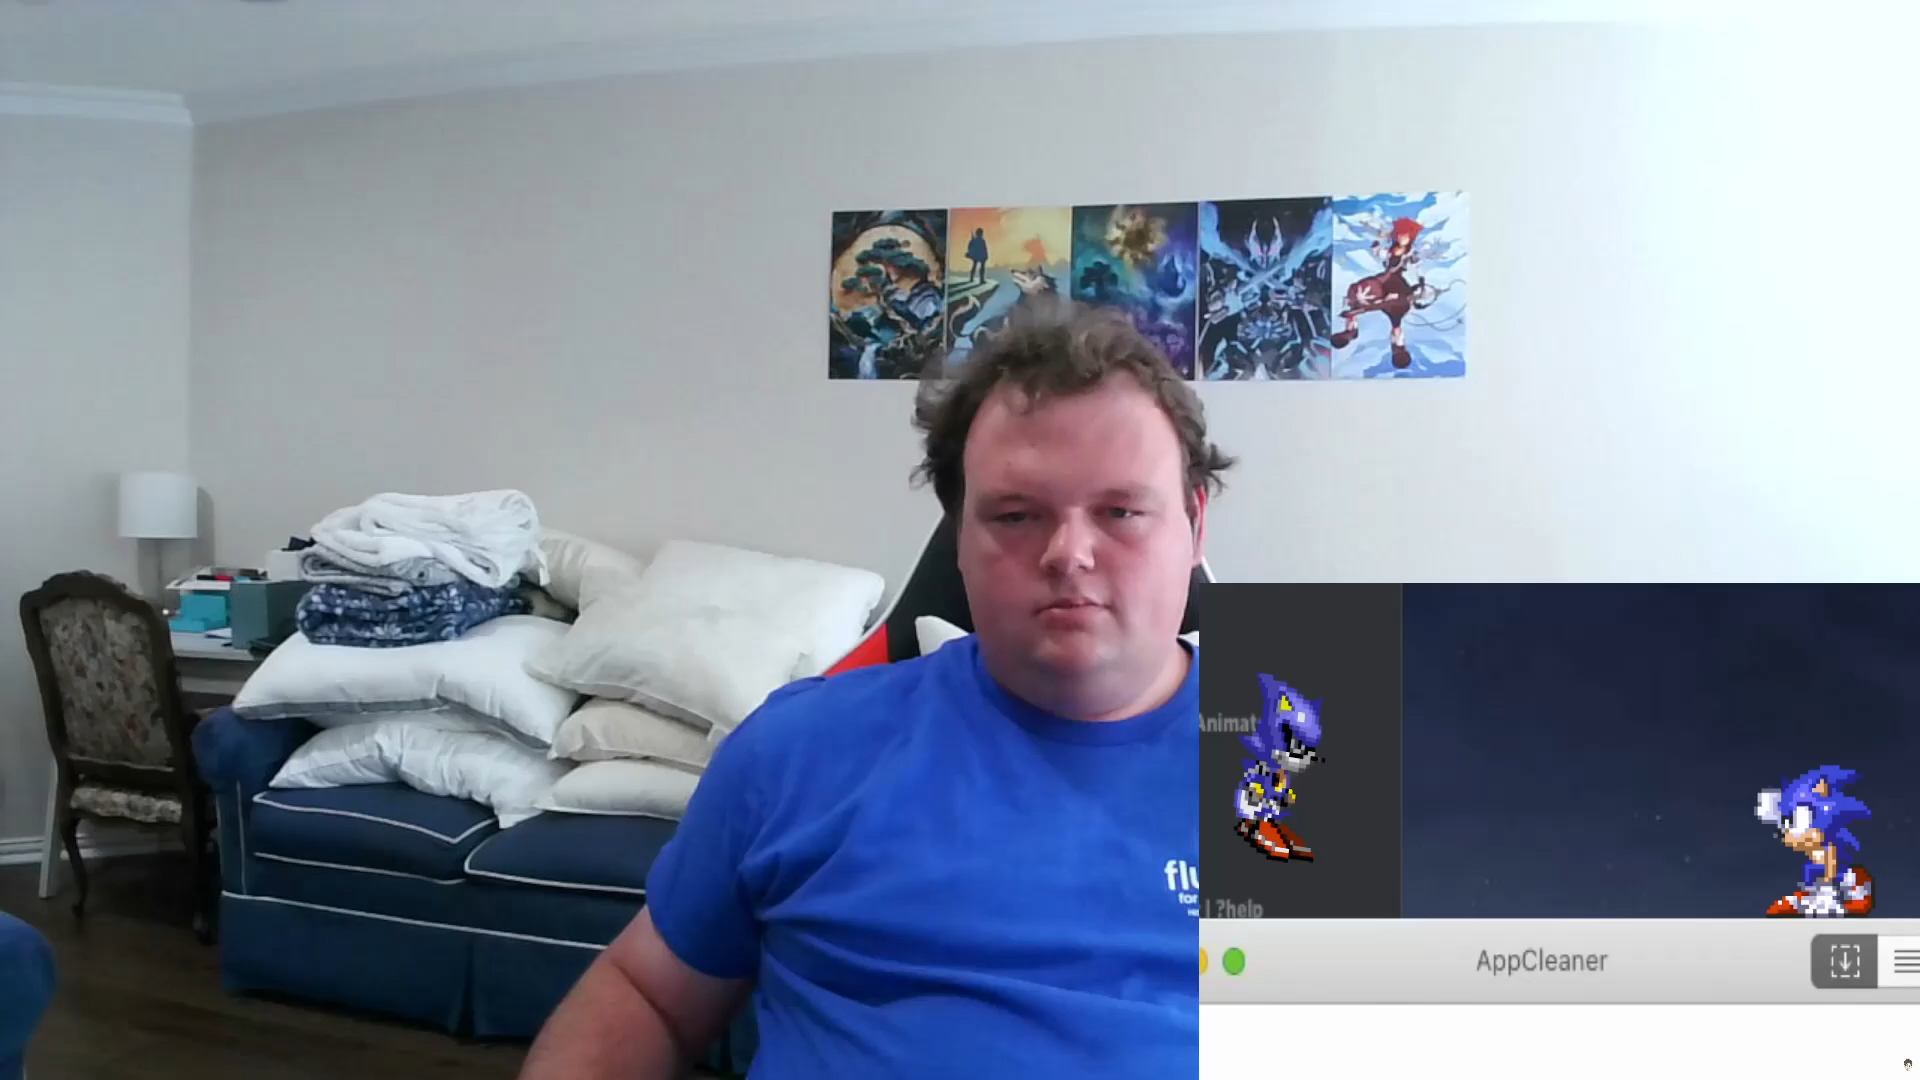 Animat
flu
for
| ?help
AppCleaner